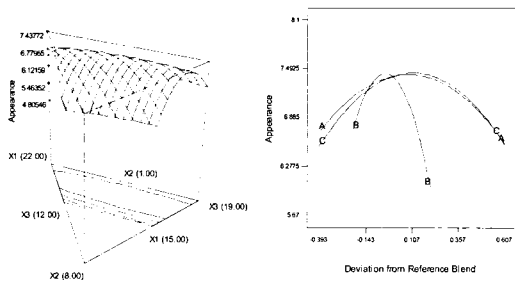 7.43772
6.77965
6.12159
5.46352
4.80546
Appearance
X1 (22.00)
X2 (1.00)
X3 (19.00)
X3 (12.00)
X1 (15.00)
X2 (8.00)
8.1
7.4925
6.885
6.2775
5.67
Appearance
A
C
B
B
C
A
-0.393
-0.143
0.107
0.357
0.607
Deviation from Reference Blend